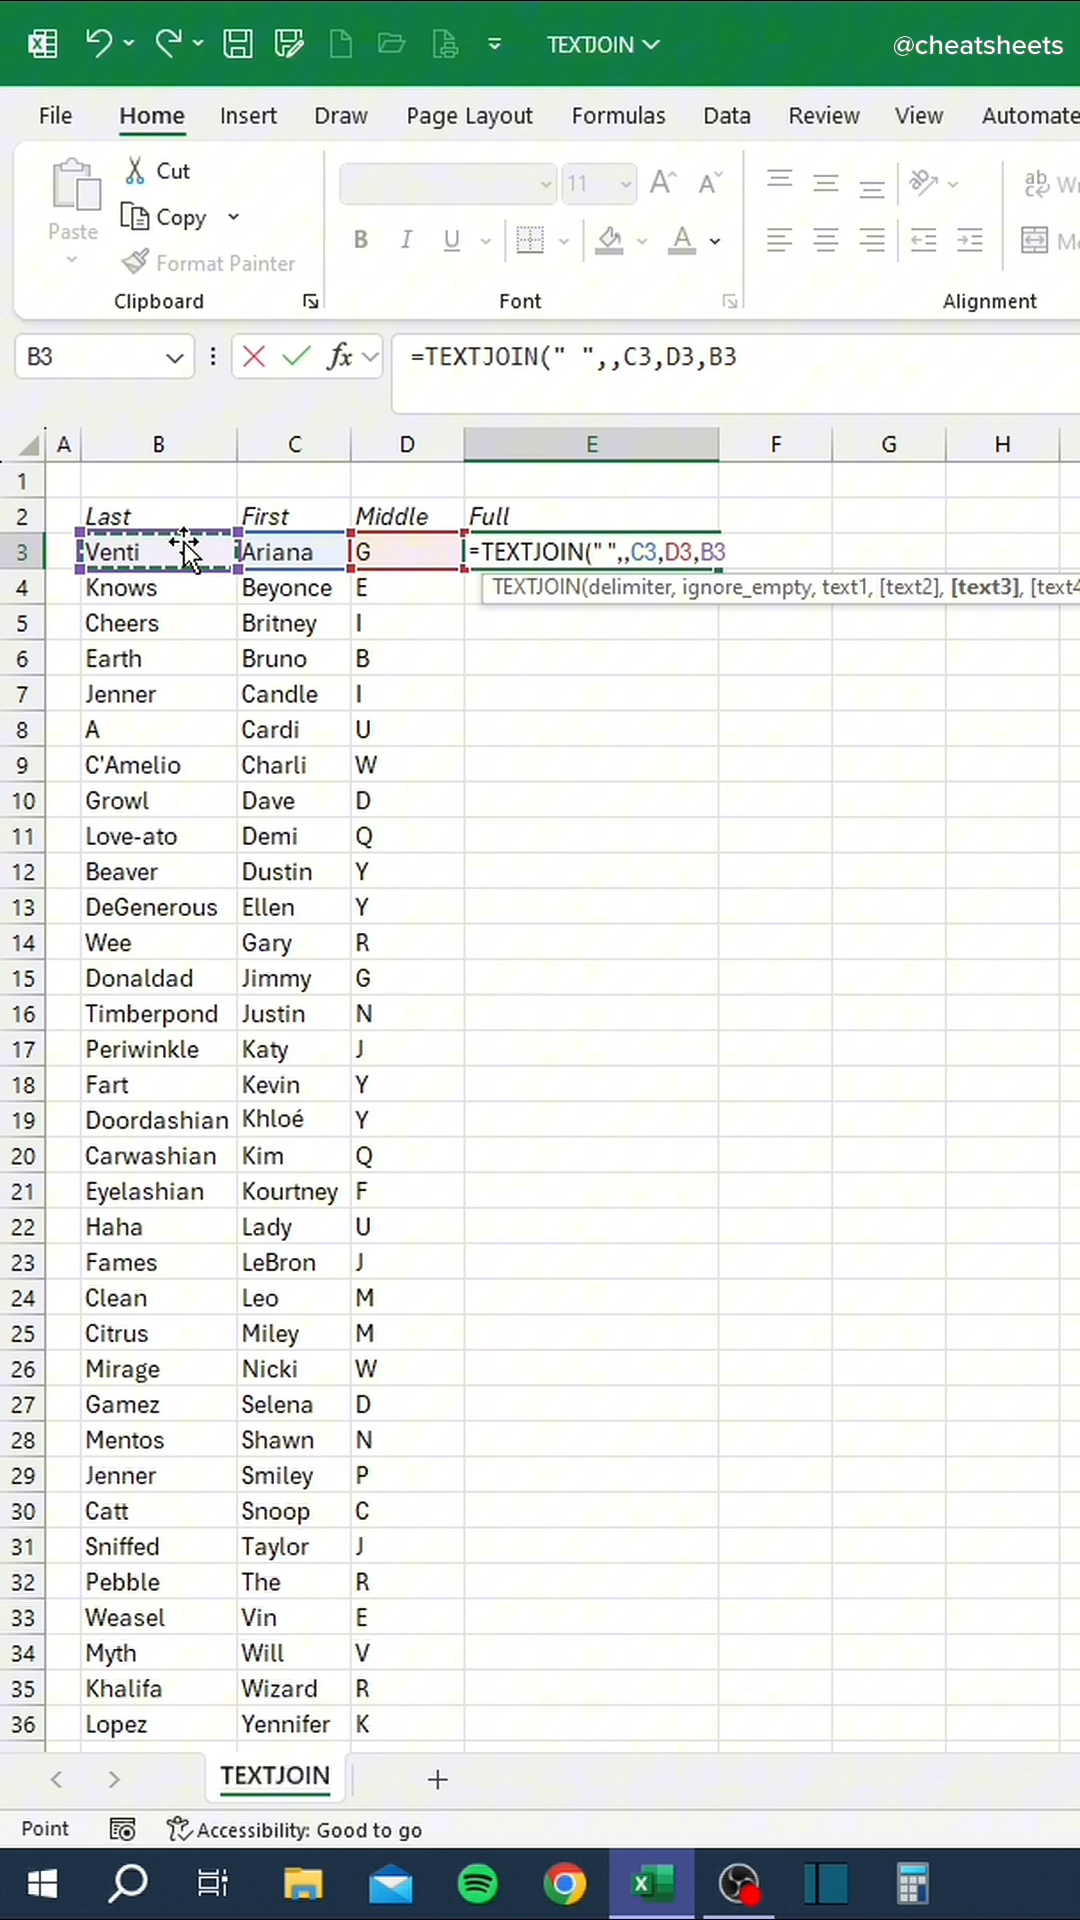 TEXTJOIN @cheatsheets
File Home Insert Draw Page Layout Formulas Data Review View Automate
Paste Cut Copy Format Painter
11 A A ab
B I U A
Clipboard Font Alignment
B3 fx =TEXTJOIN(" ",,C3,D3,B3
A B C D E F G H
1
2 Last First Middle Full
3 Venti Ariana G =TEXTJOIN(" ",,C3,D3,B3
4 Knows Beyonce E TEXTJOIN(delimiter, ignore_empty, text1, [text2], [text3], [text4
5 Cheers Britney I
6 Earth Bruno B
7 Jenner Candle I
8 A Cardi U
9 C'Amelio Charli W
10 Growl Dave D
11 Love-ato Demi Q
12 Beaver Dustin Y
13 DeGenerous Ellen Y
14 Wee Gary R
15 Donaldad Jimmy G
16 Timberpond Justin N
17 Periwinkle Katy J
18 Fart Kevin Y
19 Doordashian Khloé Y
20 Carwashian Kim Q
21 Eyelashian Kourtney F
22 Haha Lady U
23 Fames LeBron J
24 Clean Leo M
25 Citrus Miley M
26 Mirage Nicki W
27 Gamez Selena D
28 Mentos Shawn N
29 Jenner Smiley P
30 Catt Snoop C
31 Sniffed Taylor J
32 Pebble The R
33 Weasel Vin E
34 Myth Will V
35 Khalifa Wizard R
36 Lopez Yennifer K
TEXTJOIN
Point Accessibility: Good to go